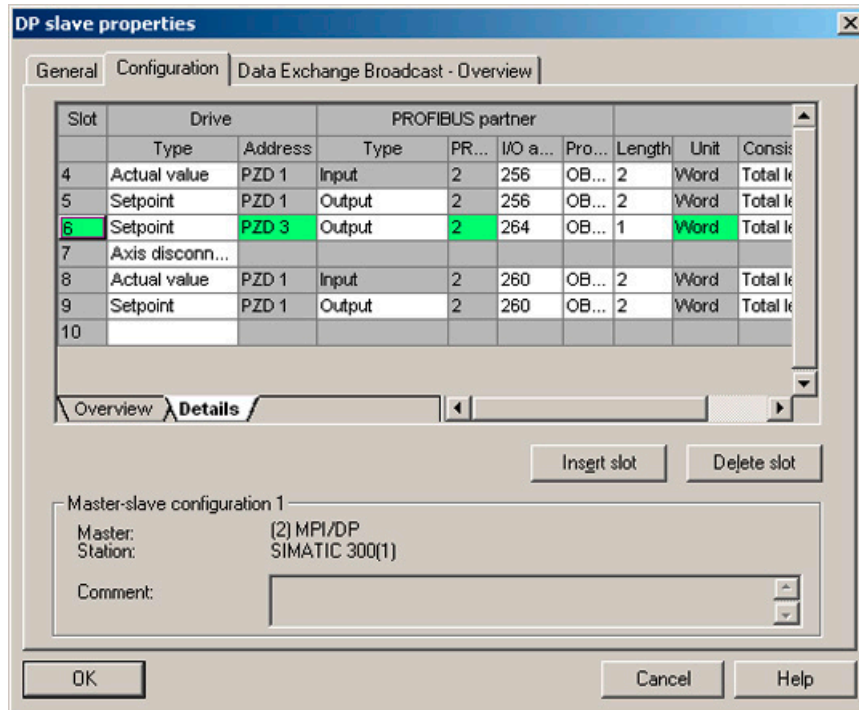 DP slave properties
General Configuration Data Exchange Broadcast - Overview
Slot Drive PROFIBUS partner
Type Address Type PR... I/O a... Pro... Length Unit Consis
4 Actual value PZD 1 Input 2 256 OB... 2 Word Total le
5 Setpoint PZD 1 Output 2 256 OB... 2 Word Total le
6 Setpoint PZD 3 Output 2 264 OB... 1 Word Total le
7 Axis disconn...
8 Actual value PZD 1 Input 2 260 OB... 2 Word Total le
9 Setpoint PZD 1 Output 2 260 OB... 2 Word Total le
10
Overview Details
Insert slot Delete slot
Master-slave configuration 1
Master: (2) MPI/DP
Station: SIMATIC 300(1)
Comment:
OK Cancel Help